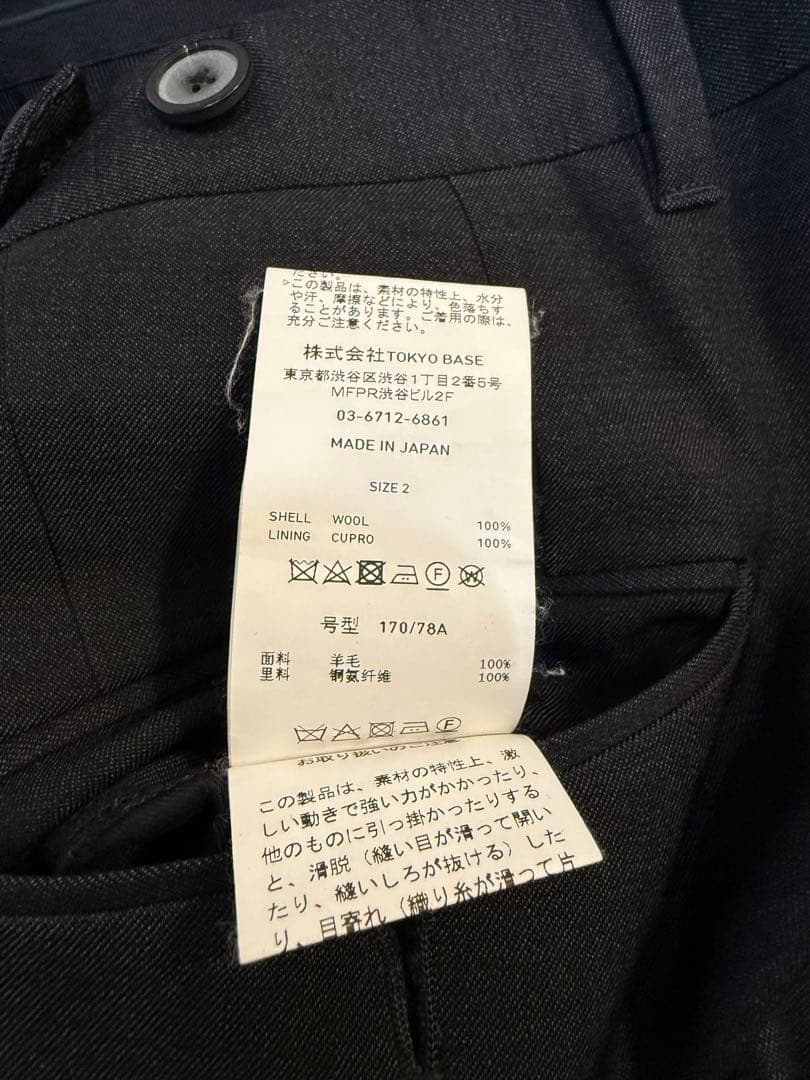 ださい。
▷この製品は、素材の特性上、水分
や汗、摩擦などにより、色落ちす
ることがあります。ご着用の際は、
充分ご注意ください。
株式会社TOKYO BASE
東京都渋谷区渋谷1丁目2番5号
MFPR渋谷ビル2F
03-6712-6861
MADE IN JAPAN
SIZE 2
SHELL WOOL 100%
LINING CUPRO 100%
F W
号型 170/78A
面料 羊毛 100%
里料 铜氨纤维 100%
F
お取り扱いのご注意
この製品は、素材の特性上、激
しい動きで強い力がかかったり、
他のものに引っ掛かったりする
と、滑脱（縫い目が滑って開い
たり、縫いしろが抜ける）した
り、目寄れ（織り糸が滑って片